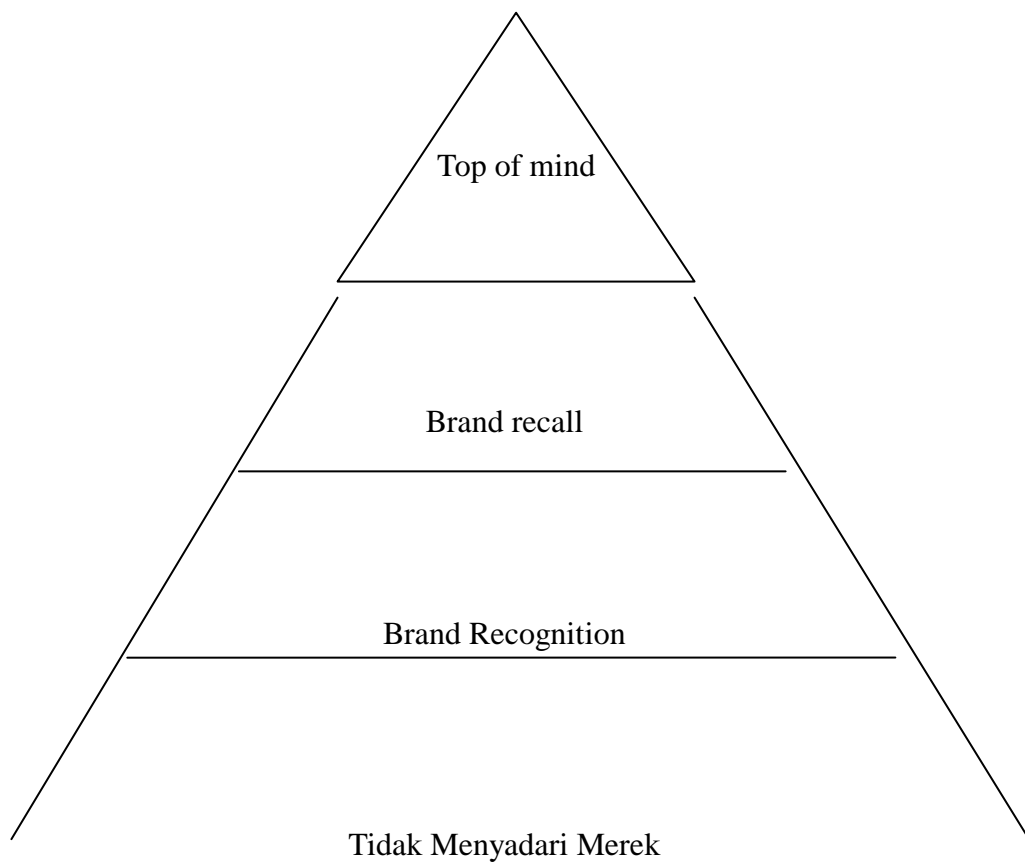 Top of mind
Brand recall
Brand Recognition
Tidak Menyadari Merek